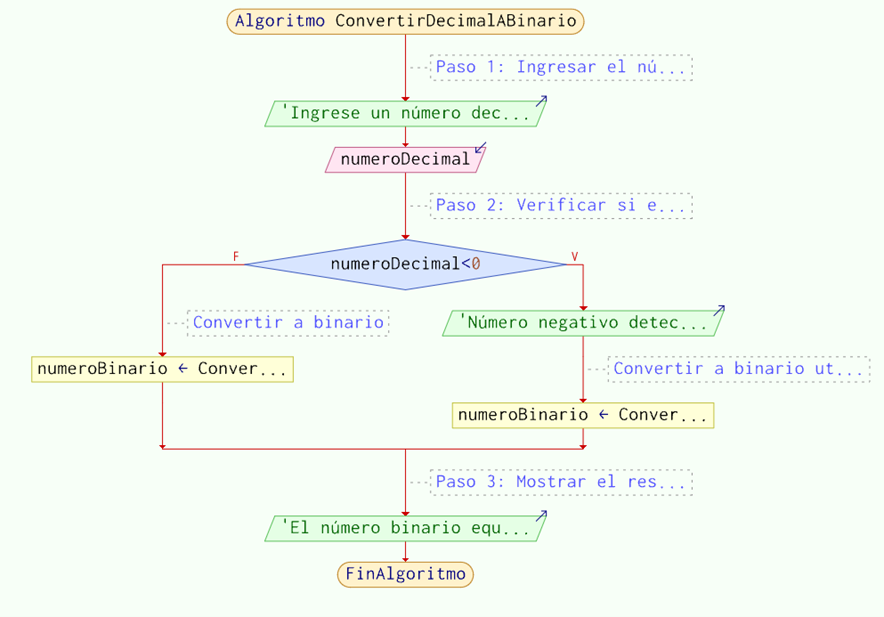 Algoritmo ConvertirDecimalABinario
Paso 1: Ingresar el nú...
'Ingrese un número dec...
numeroDecimal
Paso 2: Verificar si e...
F
numeroDecimal<0
V
Convertir a binario
'Número negativo detec...
numeroBinario ← Conver...
Convertir a binario ut...
numeroBinario ← Conver...
Paso 3: Mostrar el res...
'El número binario equ...
FinAlgoritmo